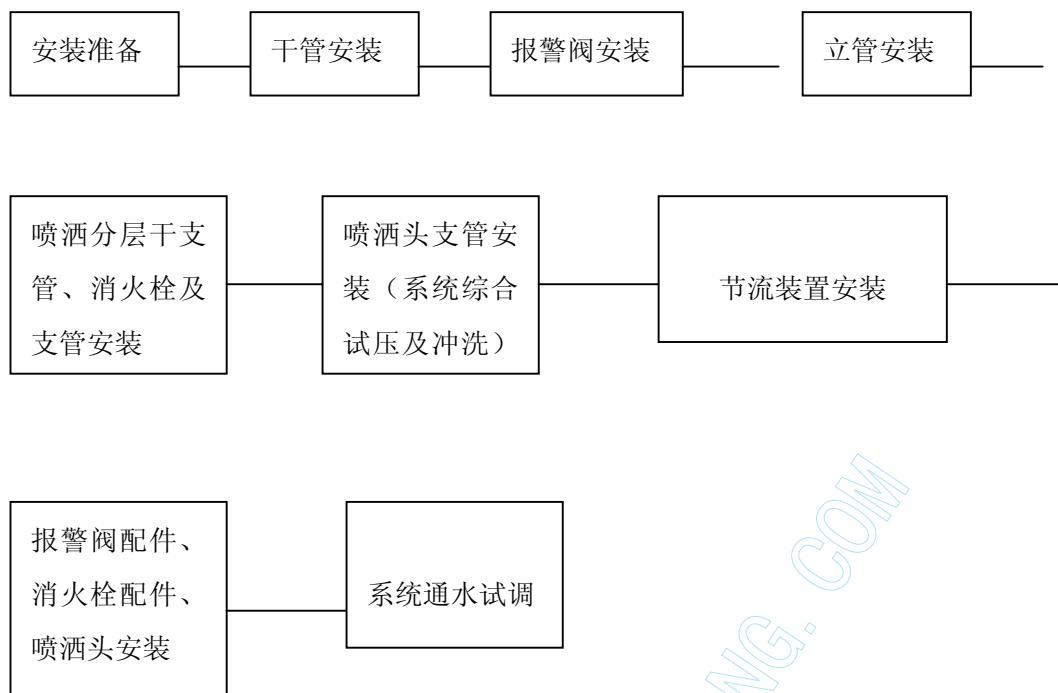 安装准备
干管安装
报警阀安装
立管安装
喷洒分层干支
管、消火栓及
支管安装
喷洒头支管安
装（系统综合
试压及冲洗）
节流装置安装
报警阀配件、
消火栓配件、
喷洒头安装
系统通水试调
NG. COM